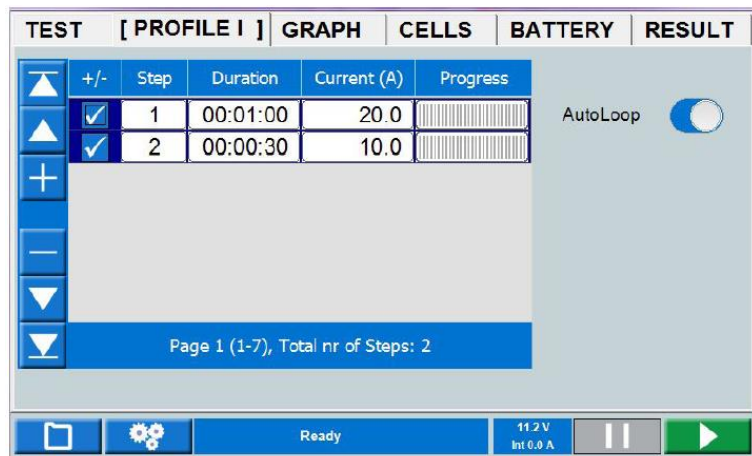 TEST [ PROFILE I ] GRAPH CELLS BATTERY RESULT
+/- Step Duration Current (A) Progress
1 00:01:00 20.0
2 00:00:30 10.0
AutoLoop
Page 1 (1-7), Total nr of Steps: 2
Ready
11.2 V
Int 0.0 A